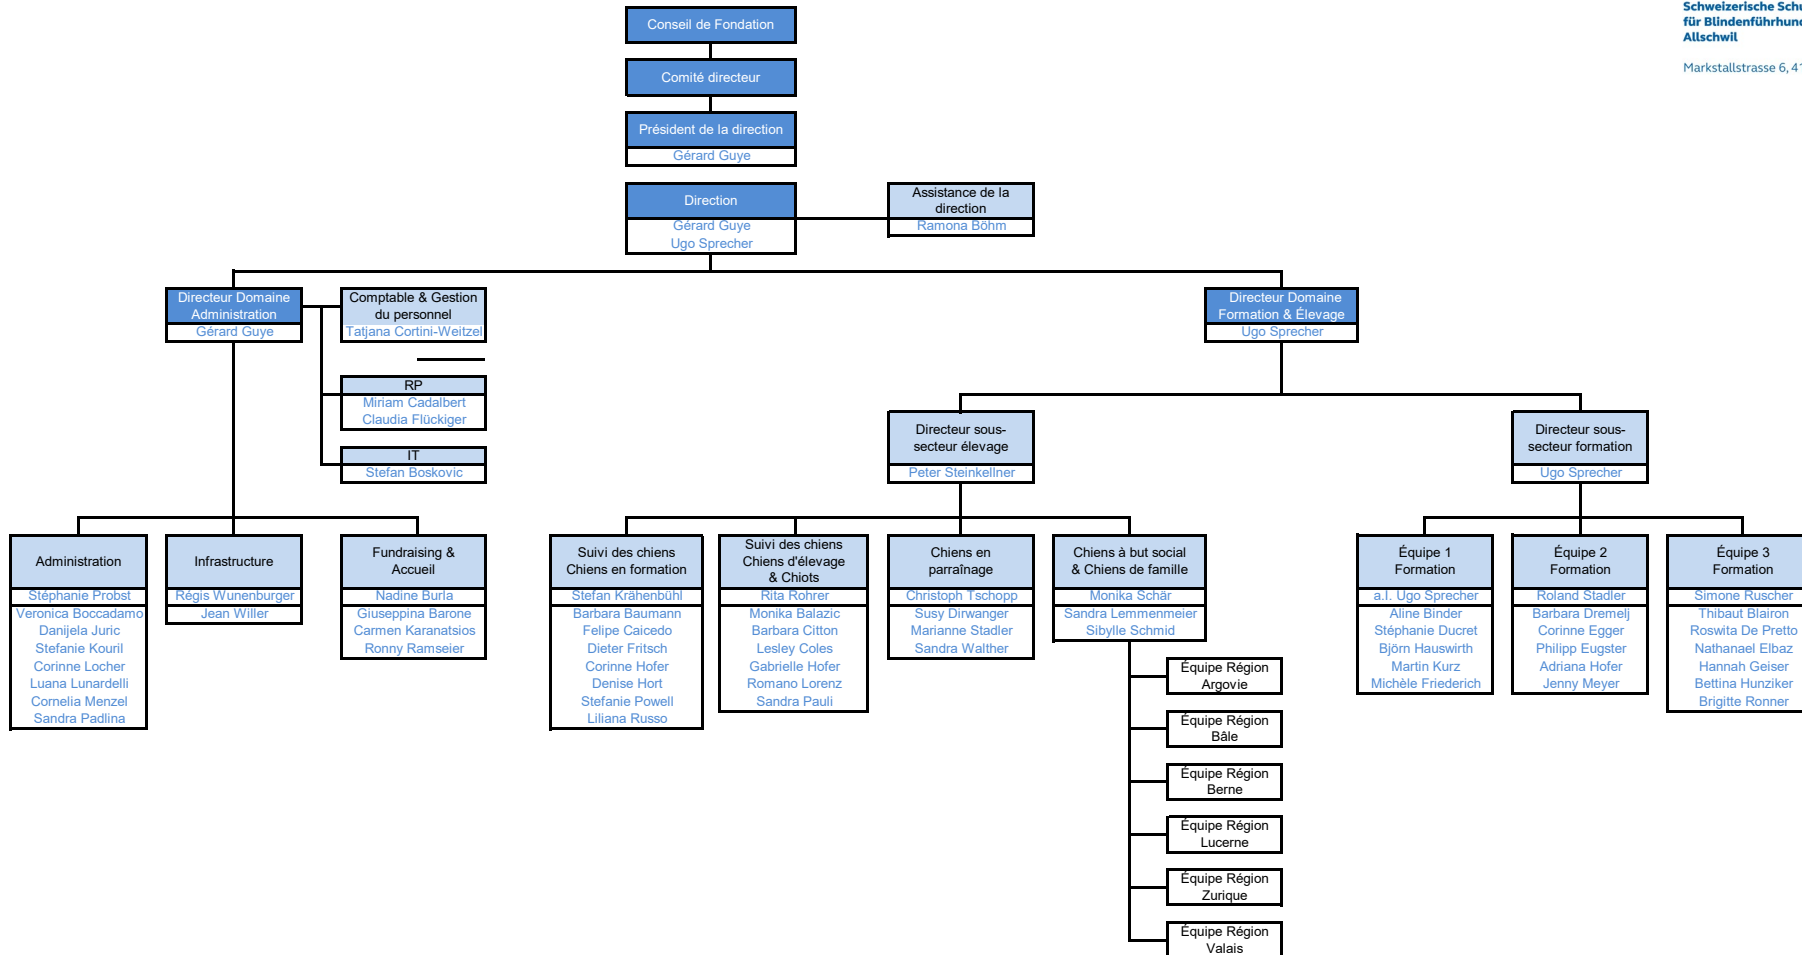 Schweizerische Schu
für Blindenführhun
Allschwil
Markstallstrasse 6, 41
Conseil de Fondation
Comité directeur
Président de la direction
Gérard Guye
Direction
Gérard Guye
Ugo Sprecher
Assistance de la
direction
Ramona Böhm
Directeur Domaine
Administration
Gérard Guye
Comptable & Gestion
du personnel
Tatjana Cortini-Weitzel
RP
Miriam Cadalbert
Claudia Flückiger
IT
Stefan Boskovic
Directeur Domaine
Formation & Élevage
Ugo Sprecher
Directeur sous-
secteur élevage
Peter Steinkellner
Directeur sous-
secteur formation
Ugo Sprecher
Administration
Stéphanie Probst
Veronica Boccadamo
Danijela Juric
Stefanie Kouril
Corinne Locher
Luana Lunardelli
Cornelia Menzel
Sandra Padlina
Infrastructure
Régis Wunenburger
Jean Willer
Fundraising &
Accueil
Nadine Burla
Giuseppina Barone
Carmen Karanatsios
Ronny Ramseier
Suivi des chiens
Chiens en formation
Stefan Krähenbühl
Barbara Baumann
Felipe Caicedo
Dieter Fritsch
Corinne Hofer
Denise Hort
Stefanie Powell
Liliana Russo
Suivi des chiens
Chiens d'élevage
& Chiots
Rita Rohrer
Monika Balazic
Barbara Citton
Lesley Coles
Gabrielle Hofer
Romano Lorenz
Sandra Pauli
Chiens en
parraînage
Christoph Tschopp
Susy Dirwanger
Marianne Stadler
Sandra Walther
Chiens à but social
& Chiens de famille
Monika Schär
Sandra Lemmenmeier
Sibylle Schmid
Équipe Région
Argovie
Équipe Région
Bâle
Équipe Région
Berne
Équipe Région
Lucerne
Équipe Région
Zurique
Équipe Région
Valais
Équipe 1
Formation
a.I. Ugo Sprecher
Aline Binder
Stéphanie Ducret
Björn Hauswirth
Martin Kurz
Michèle Friederich
Équipe 2
Formation
Roland Stadler
Barbara Dremelj
Corinne Egger
Philipp Eugster
Adriana Hofer
Jenny Meyer
Équipe 3
Formation
Simone Ruscher
Thibaut Blairon
Roswita De Pretto
Nathanael Elbaz
Hannah Geiser
Bettina Hunziker
Brigitte Ronner